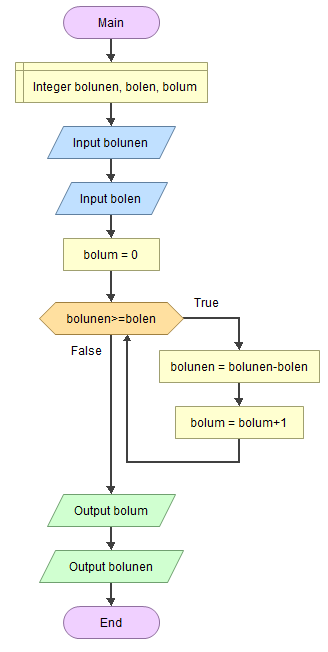 Main
Integer bolunen, bolen, bolum
Input bolunen
Input bolen
bolum = 0
bolunen>=bolen
True
False
bolunen = bolunen-bolen
bolum = bolum+1
Output bolum
Output bolunen
End